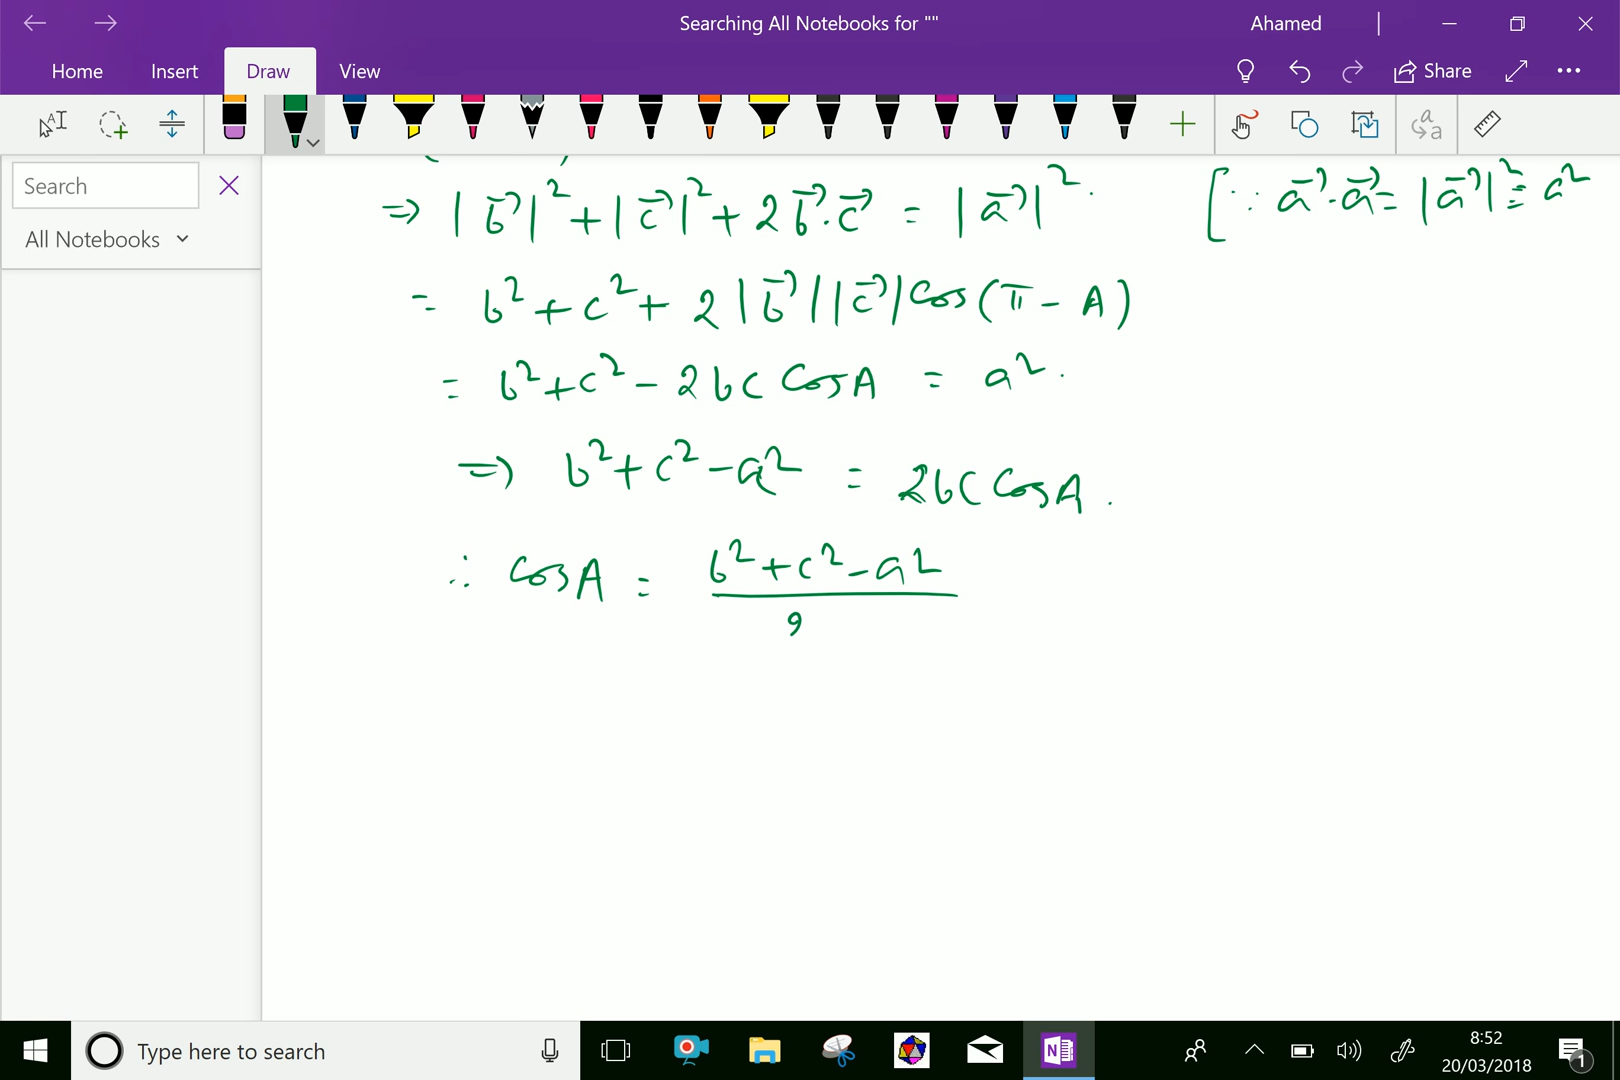 Searching All Notebooks for ""
Ahamed
Home Insert Draw View
Share
Search
All Notebooks
⇒ |b⃗|² + |c⃗|² + 2 b⃗·c⃗ = |a⃗|². [∵ a⃗·a⃗ = |a⃗|² = a²
= b² + c² + 2|b⃗||c⃗| cos(π − A)
= b² + c² − 2bc cosA = a².
⇒ b² + c² − a² = 2bc cosA.
∴ cosA = b² + c² − a²
Type here to search
8:52
20/03/2018
1